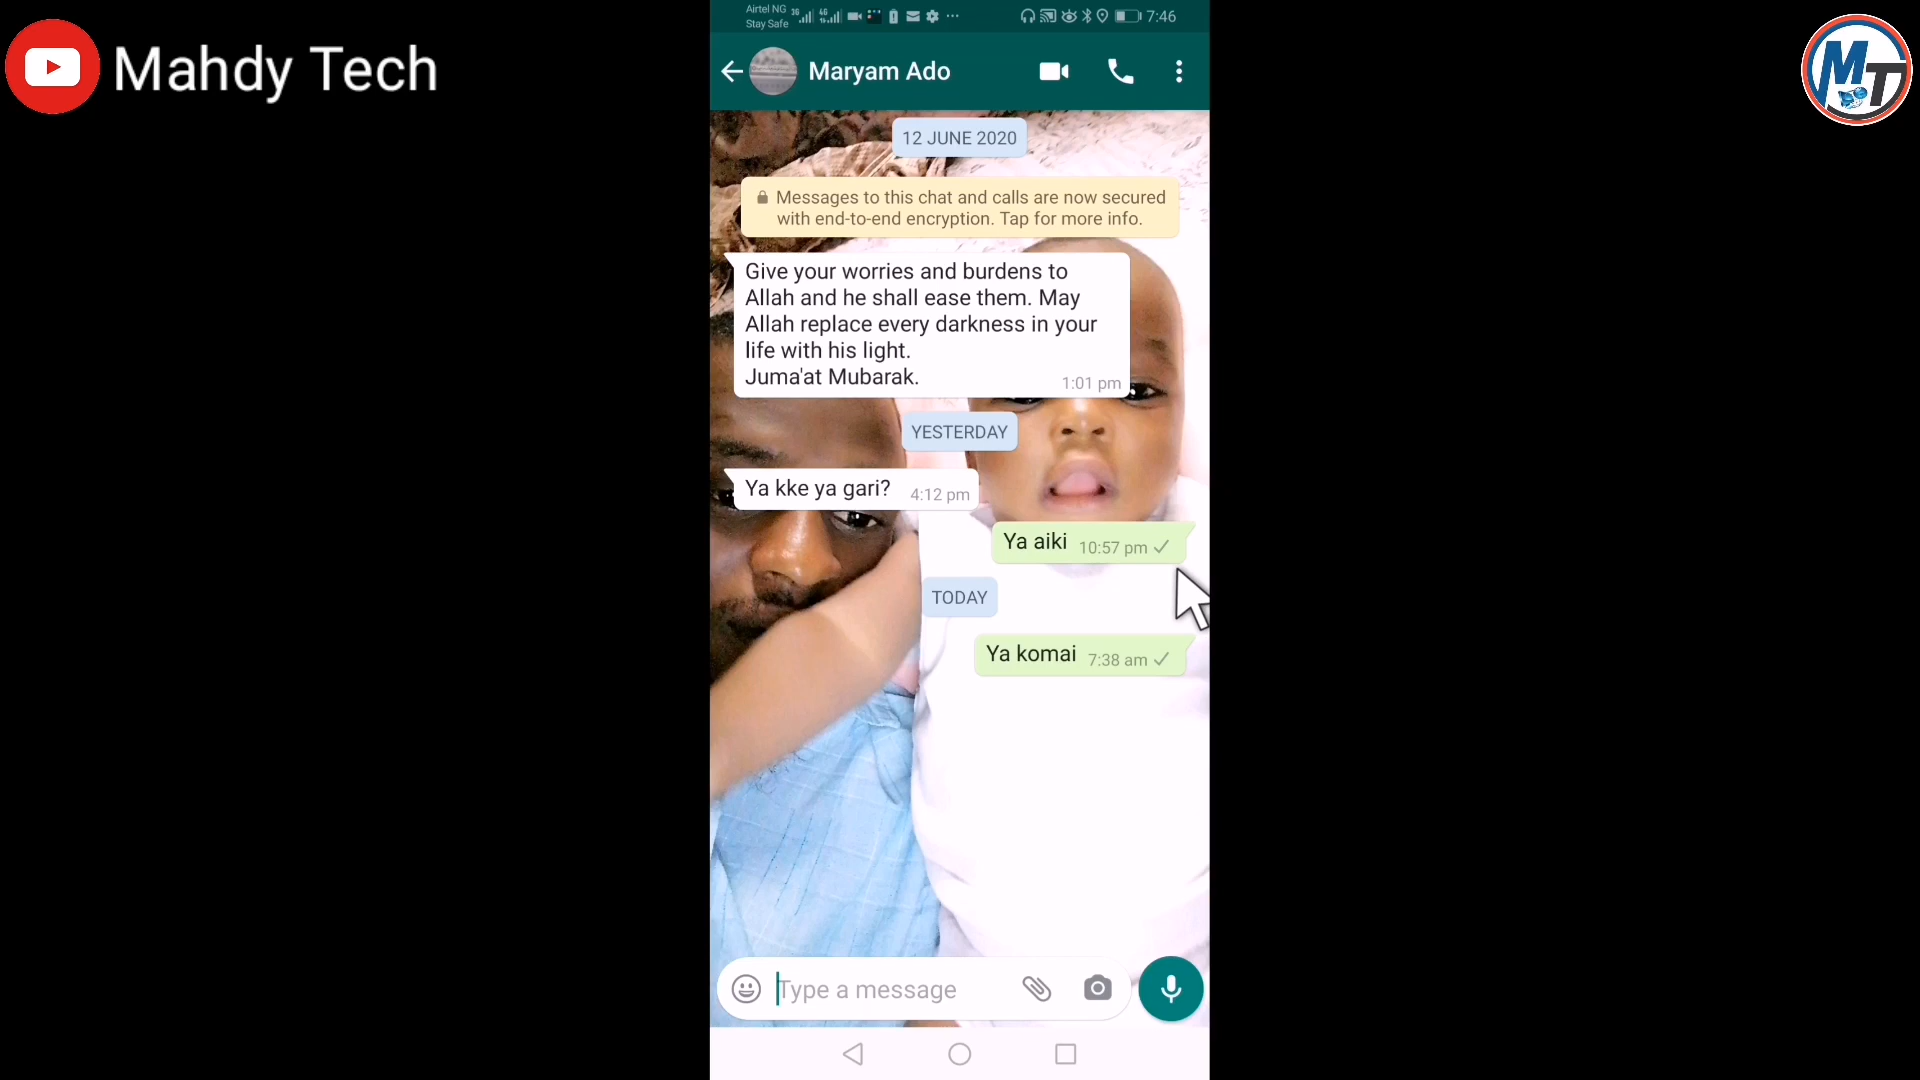 Mahdy Tech
MT
Airtel NG
Stay Safe
3G
4G
7:46
Maryam Ado
12 JUNE 2020
Messages to this chat and calls are now secured
with end-to-end encryption. Tap for more info.
Give your worries and burdens to
Allah and he shall ease them. May
Allah replace every darkness in your
life with his light.
Juma'at Mubarak.
1:01 pm
YESTERDAY
Ya kke ya gari? 4:12 pm
Ya aiki 10:57 pm
TODAY
Ya komai 7:38 am
Type a message